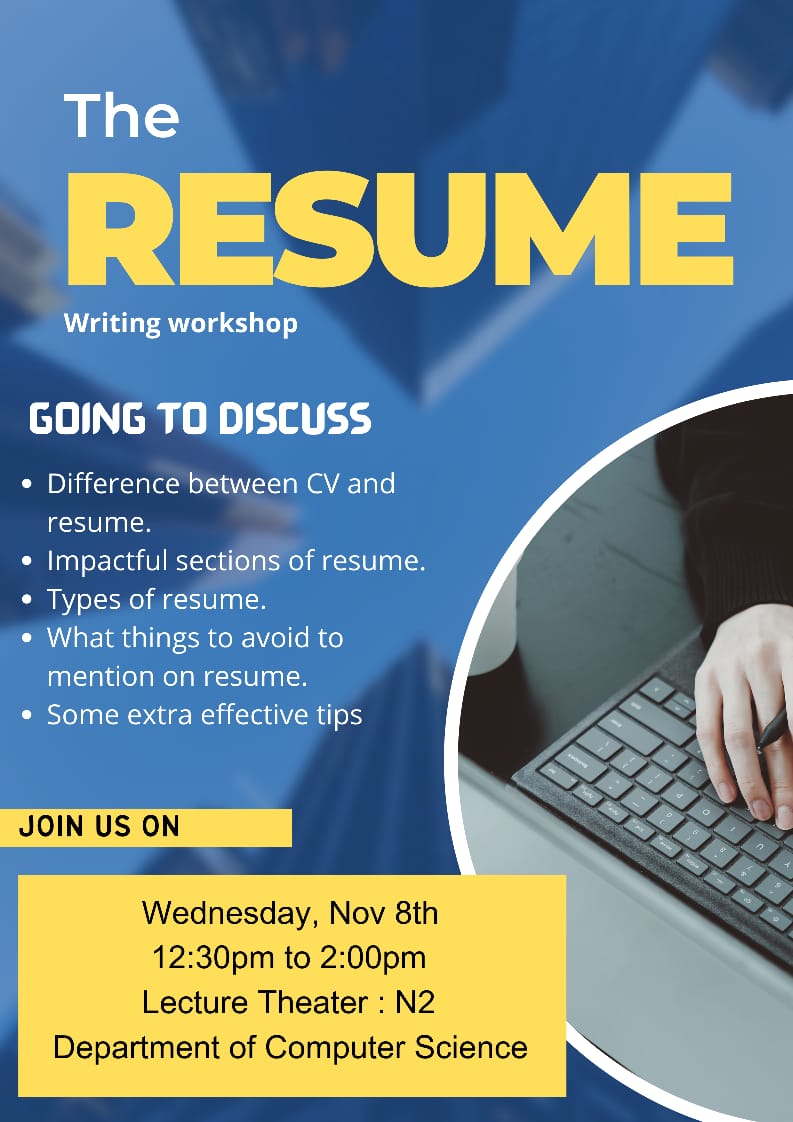 The
RESUME
Writing workshop
GOING TO DISCUSS
• Difference between CV and
resume.
• Impactful sections of resume.
• Types of resume.
• What things to avoid to
mention on resume.
• Some extra effective tips
JOIN US ON
Wednesday, Nov 8th
12:30pm to 2:00pm
Lecture Theater : N2
Department of Computer Science